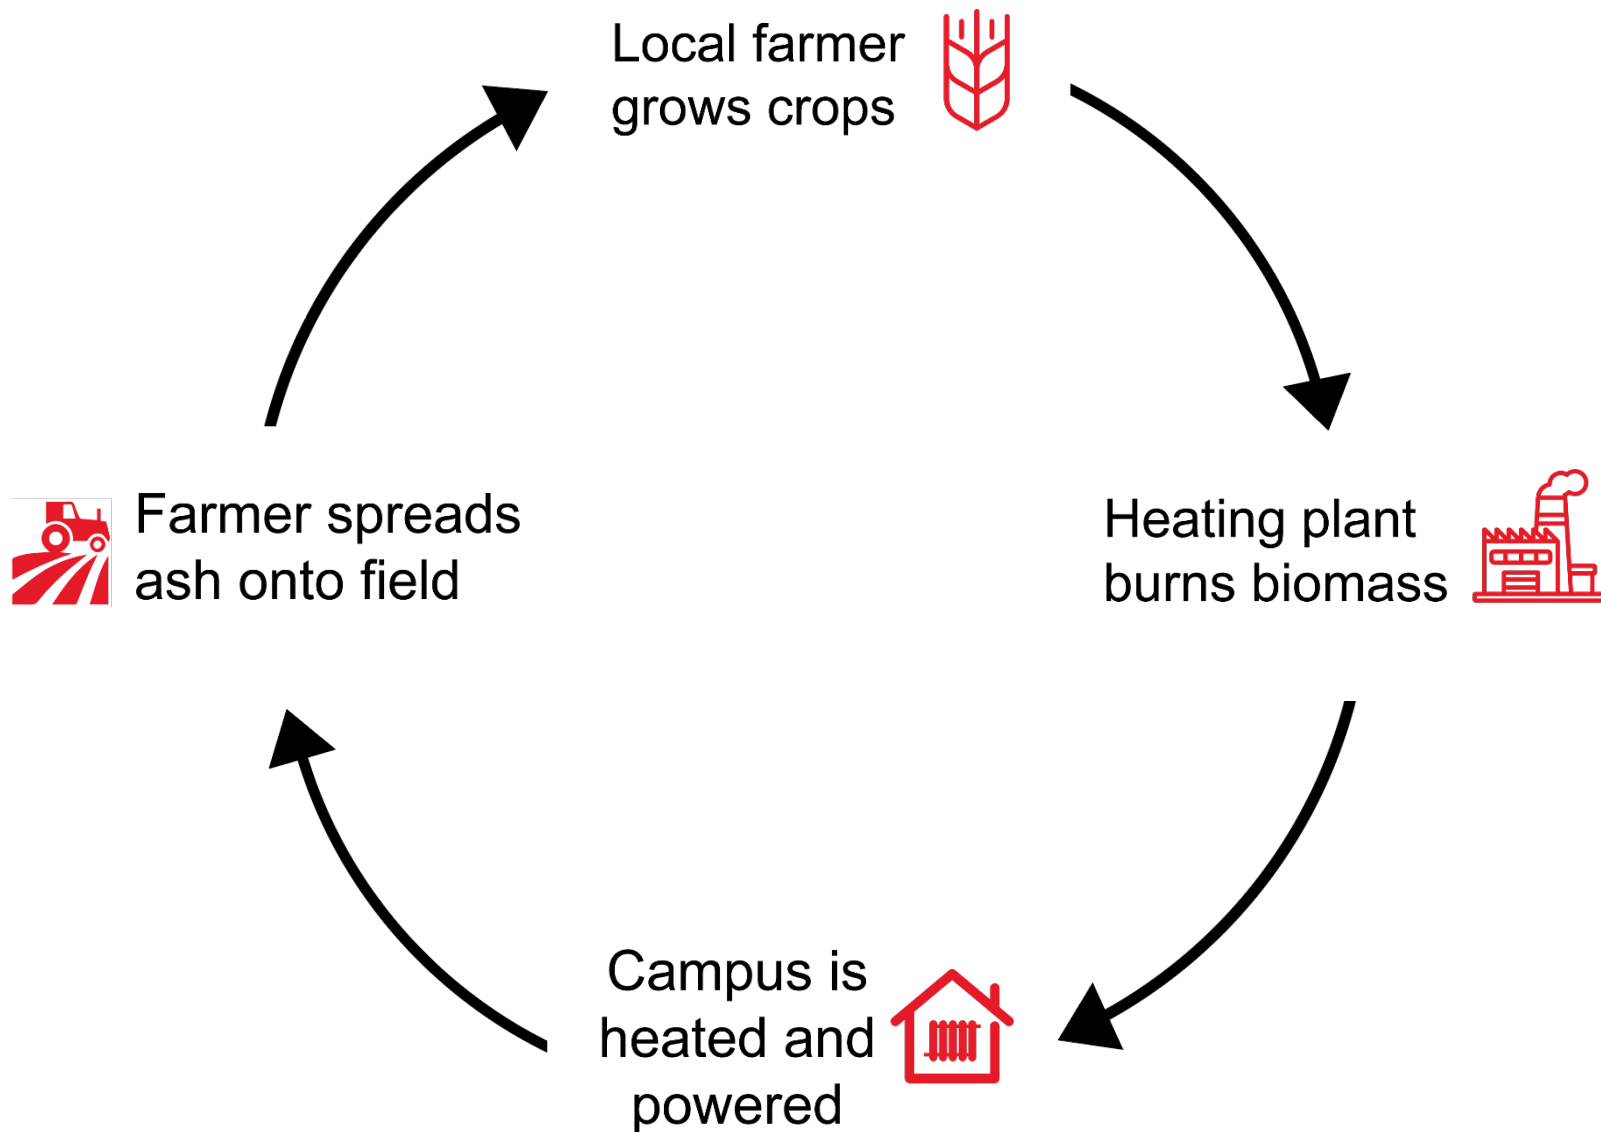 Local farmer
grows crops
Heating plant
burns biomass
Campus is
heated and
powered
Farmer spreads
ash onto field